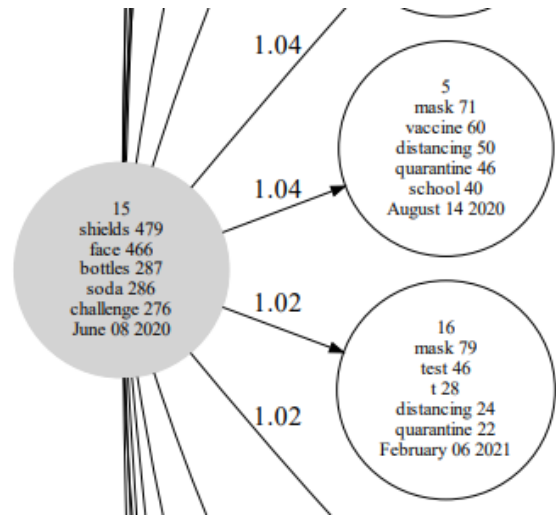 1.04
5
mask 71
vaccine 60
distancing 50
quarantine 46
school 40
August 14 2020
1.04
15
shields 479
face 466
bottles 287
soda 286
challenge 276
June 08 2020
1.02
16
mask 79
test 46
t 28
distancing 24
quarantine 22
February 06 2021
1.02